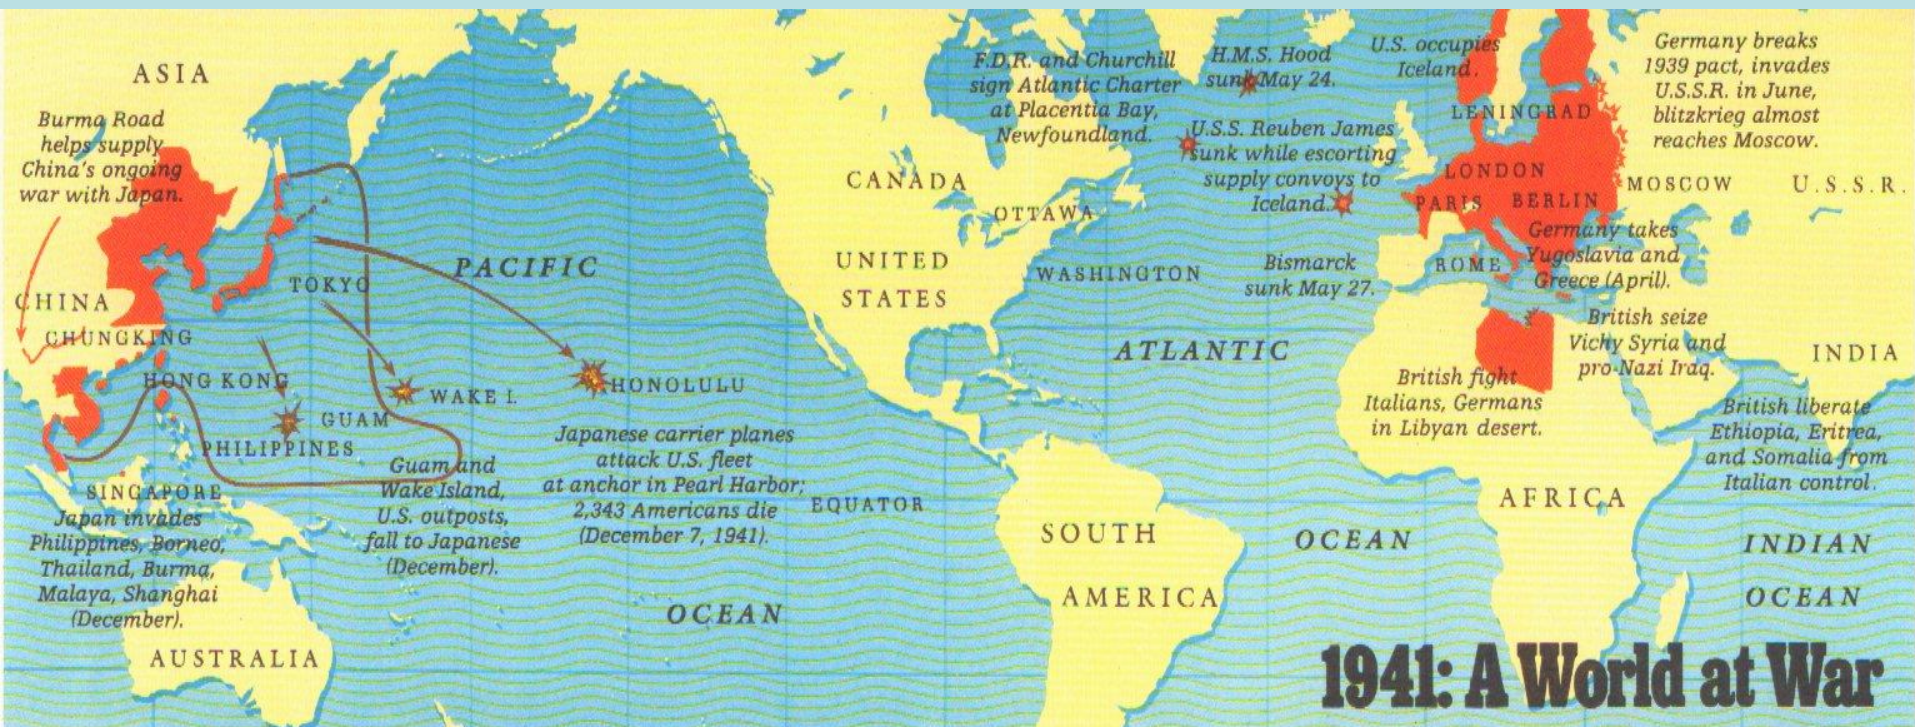 ASIA
Burma Road
helps supply
China's ongoing
war with Japan.
CHINA
CHUNGKING
HONG KONG
TOKYO
PACIFIC
WAKE I.
GUAM
PHILIPPINES
HONOLULU
SINGAPORE
Japan invades
Philippines, Borneo,
Thailand, Burma,
Malaya, Shanghai
(December).
Guam and
Wake Island,
U.S. outposts,
fall to Japanese
(December).
Japanese carrier planes
attack U.S. fleet
at anchor in Pearl Harbor;
2,343 Americans die
(December 7, 1941).
EQUATOR
OCEAN
AUSTRALIA
F.D.R. and Churchill
sign Atlantic Charter
at Placentia Bay,
Newfoundland.
CANADA
OTTAWA
UNITED
STATES
WASHINGTON
H.M.S. Hood
sunk May 24.
U.S.S. Reuben James
sunk while escorting
supply convoys to
Iceland.
Bismarck
sunk May 27.
ATLANTIC
OCEAN
SOUTH
AMERICA
U.S. occupies
Iceland.
LENINGRAD
LONDON
PARIS
BERLIN
ROME
MOSCOW
U.S.S.R.
Germany breaks
1939 pact, invades
U.S.S.R. in June,
blitzkrieg almost
reaches Moscow.
Germany takes
Yugoslavia and
Greece (April).
British seize
Vichy Syria and
pro-Nazi Iraq.
British fight
Italians, Germans
in Libyan desert.
INDIA
British liberate
Ethiopia, Eritrea,
and Somalia from
Italian control.
AFRICA
INDIAN
OCEAN
1941: A World at War